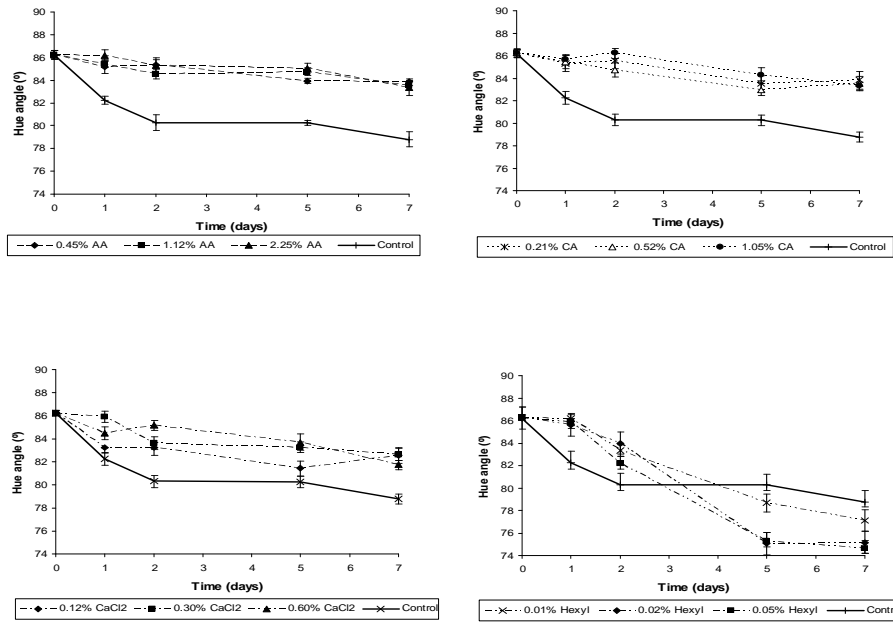 90
88
86
84
82
80
78
76
74
Hue angle (º)
0 1 2 3 4 5 6 7
Time (days)
0.45% AA 1.12% AA 2.25% AA Control
90
88
86
84
82
80
78
76
74
Hue angle (º)
0 1 2 3 4 5 6 7
Time (days)
0.21% CA 0.52% CA 1.05% CA Control
90
88
86
84
82
80
78
76
74
Hue angle (º)
0 1 2 3 4 5 6 7
Time (days)
0.12% CaCl2 0.30% CaCl2 0.60% CaCl2 Control
90
88
86
84
82
80
78
76
74
Hue angle (º)
0 1 2 3 4 5 6 7
Time (days)
0.01% Hexyl 0.02% Hexyl 0.05% Hexyl Cont